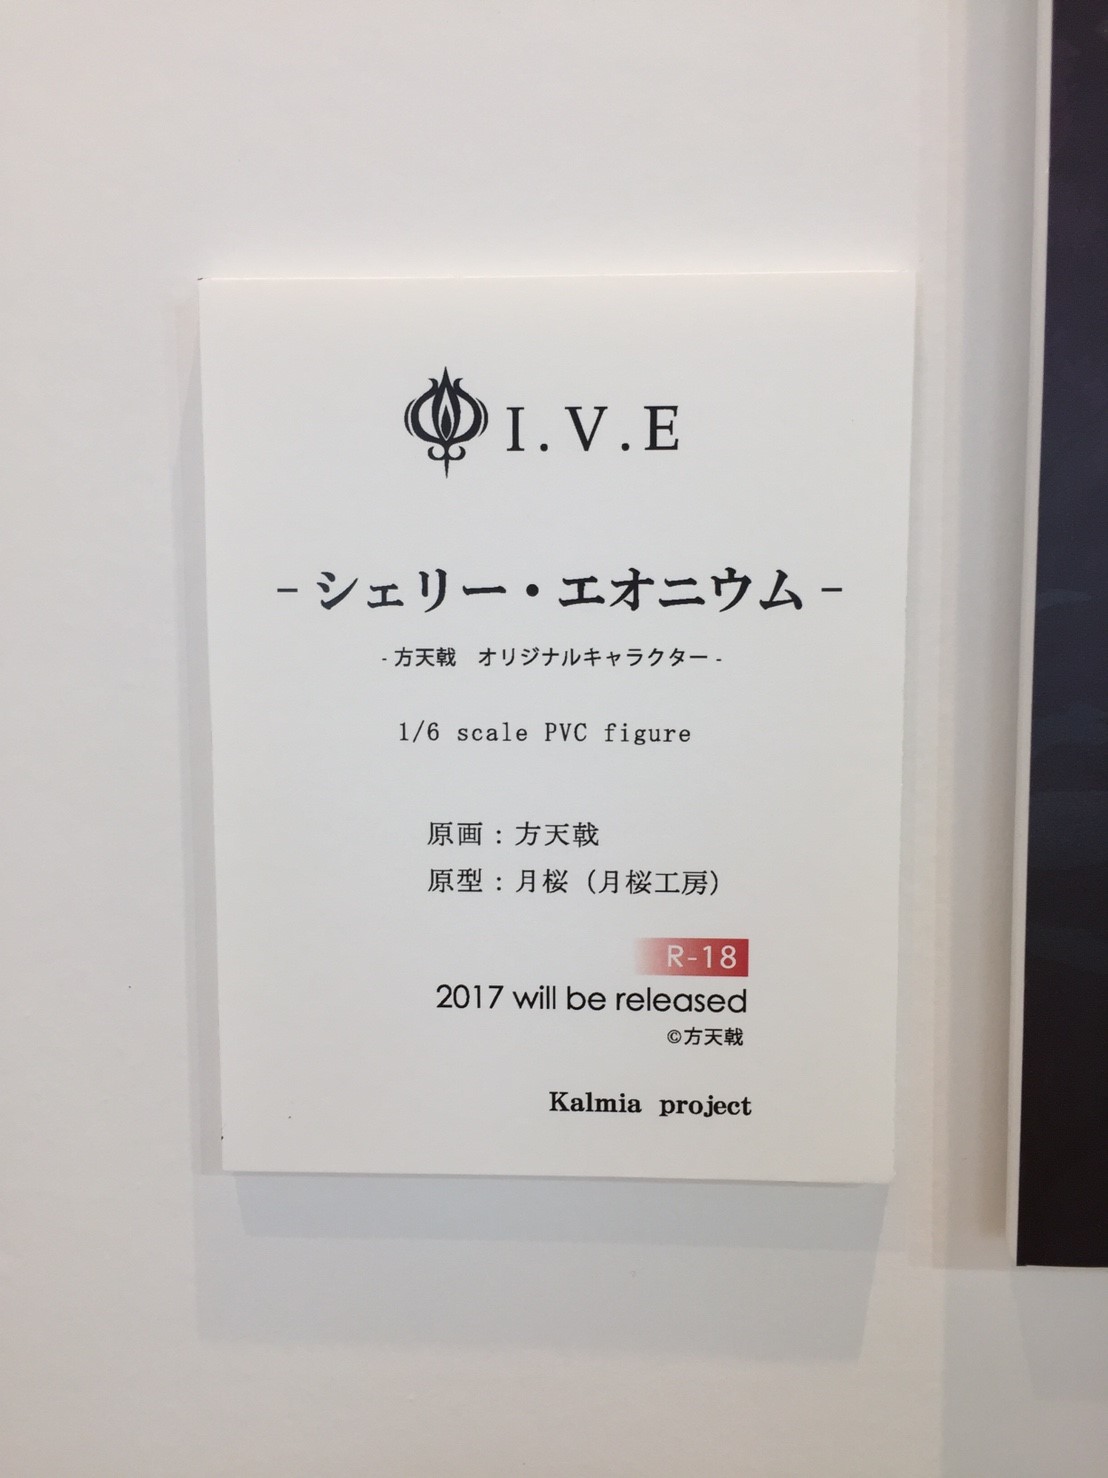 I.V.E
-シェリー・エオニウム-
-方天戟　オリジナルキャラクター-
1/6 scale PVC figure
原画：方天戟
原型：月桜（月桜工房）
R-18
2017 will be released
©方天戟
Kalmia project